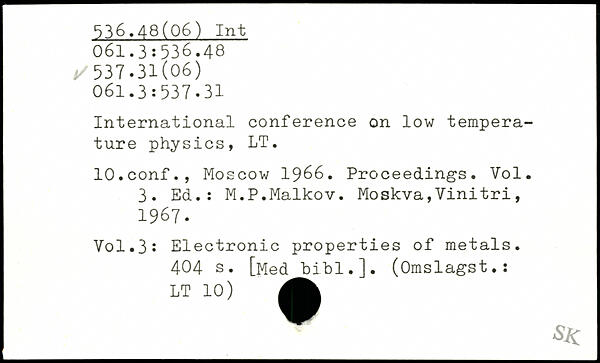 536.48(06) Int
061.3:536.48
✓ 537.31(06)
061.3:537.31
International conference on low tempera-
ture physics, LT.
10.conf., Moscow 1966. Proceedings. Vol.
3. Ed.: M.P.Malkov. Moskva,Vinitri,
1967.
Vol.3: Electronic properties of metals.
404 s. [Med bibl.]. (Omslagst.:
LT 10)
SK